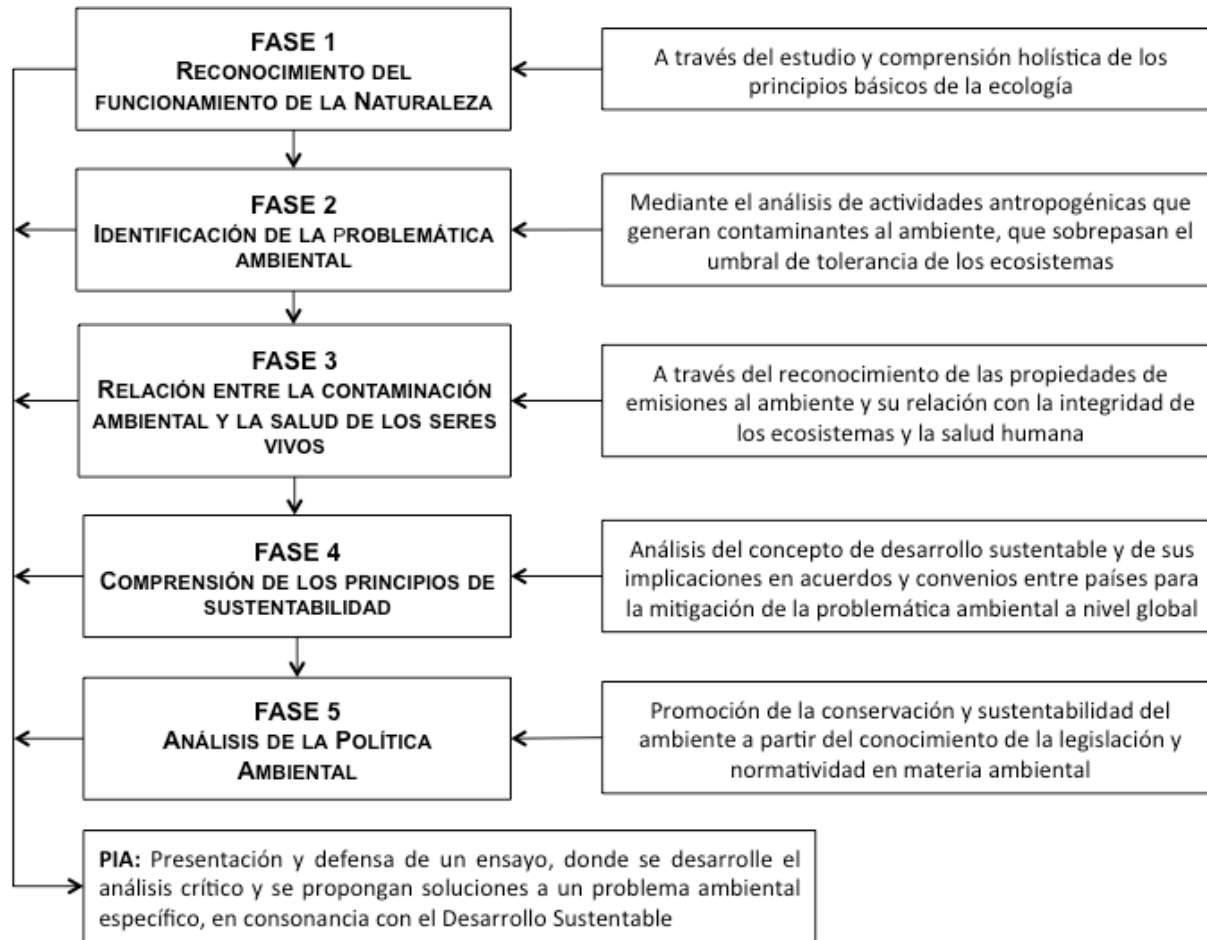 FASE 1
RECONOCIMIENTO DEL
FUNCIONAMIENTO DE LA NATURALEZA
A través del estudio y comprensión holística de los
principios básicos de la ecología
FASE 2
IDENTIFICACIÓN DE LA PROBLEMÁTICA
AMBIENTAL
Mediante el análisis de actividades antropogénicas que
generan contaminantes al ambiente, que sobrepasan el
umbral de tolerancia de los ecosistemas
FASE 3
RELACIÓN ENTRE LA CONTAMINACIÓN
AMBIENTAL Y LA SALUD DE LOS SERES
VIVOS
A través del reconocimiento de las propiedades de
emisiones al ambiente y su relación con la integridad de
los ecosistemas y la salud humana
FASE 4
COMPRENSIÓN DE LOS PRINCIPIOS DE
SUSTENTABILIDAD
Análisis del concepto de desarrollo sustentable y de sus
implicaciones en acuerdos y convenios entre países para
la mitigación de la problemática ambiental a nivel global
FASE 5
ANÁLISIS DE LA POLÍTICA
AMBIENTAL
Promoción de la conservación y sustentabilidad del
ambiente a partir del conocimiento de la legislación y
normatividad en materia ambiental
PIA: Presentación y defensa de un ensayo, donde se desarrolle el
análisis crítico y se propongan soluciones a un problema ambiental
específico, en consonancia con el Desarrollo Sustentable